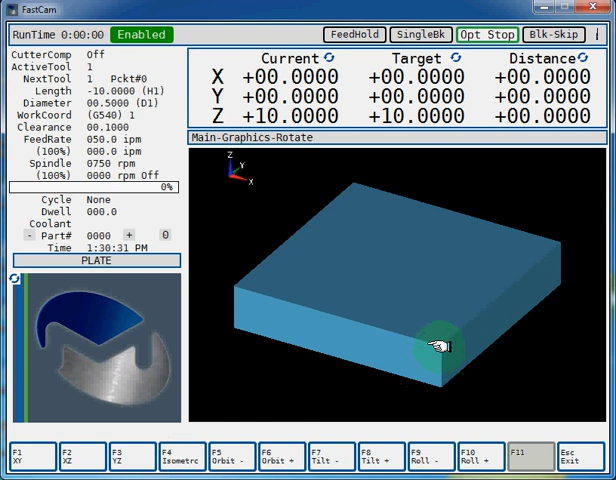 FastCam
RunTime 0:00:00 Enabled FeedHold SingleBk Opt Stop Blk-Skip
CutterComp Off
ActiveTool 1
NextTool 1 Pckt#0
Length -10.0000 (H1)
Diameter 00.5000 (D1)
WorkCoord (G540) 1
Clearance 00.1000
FeedRate 050.0 ipm
(100%) 000.0 ipm
Spindle 0750 rpm
(100%) 0000 rpm Off
0%
Cycle None
Dwell 000.0
Coolant
- Part# 0000 + 0
Time 1:30:31 PM
PLATE
Current Target Distance
X +00.0000 +00.0000 +00.0000
Y +00.0000 +00.0000 +00.0000
Z +10.0000 +10.0000 +00.0000
Main-Graphics-Rotate
Z
Y
X
F1 XY
F2 XZ
F3 YZ
F4 Isometrc
F5 Orbit -
F6 Orbit +
F7 Tilt -
F8 Tilt +
F9 Roll -
F10 Roll +
F11
Esc Exit